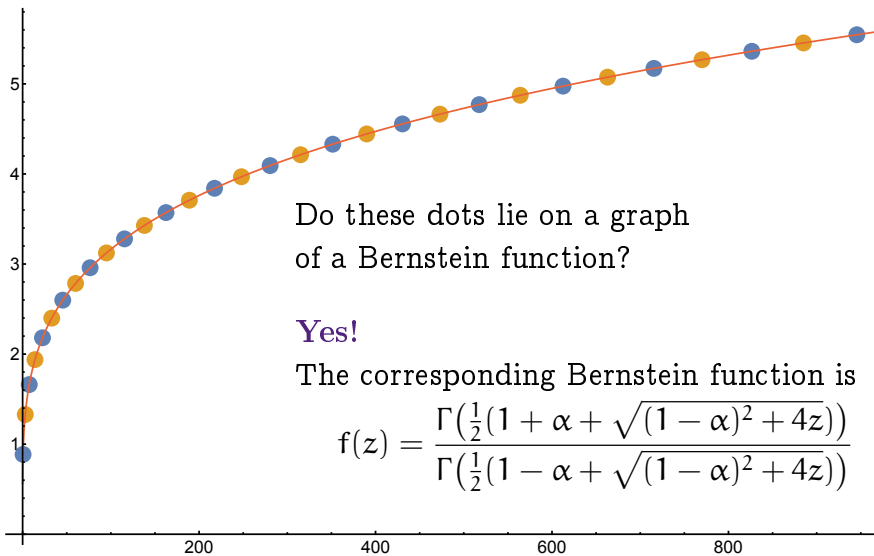 5
4
3
2
1
Do these dots lie on a graph
of a Bernstein function?
Yes!
The corresponding Bernstein function is
f(z) = Γ(½(1 + α + √((1 − α)² + 4z))) / Γ(½(1 − α + √((1 − α)² + 4z)))
200 400 600 800